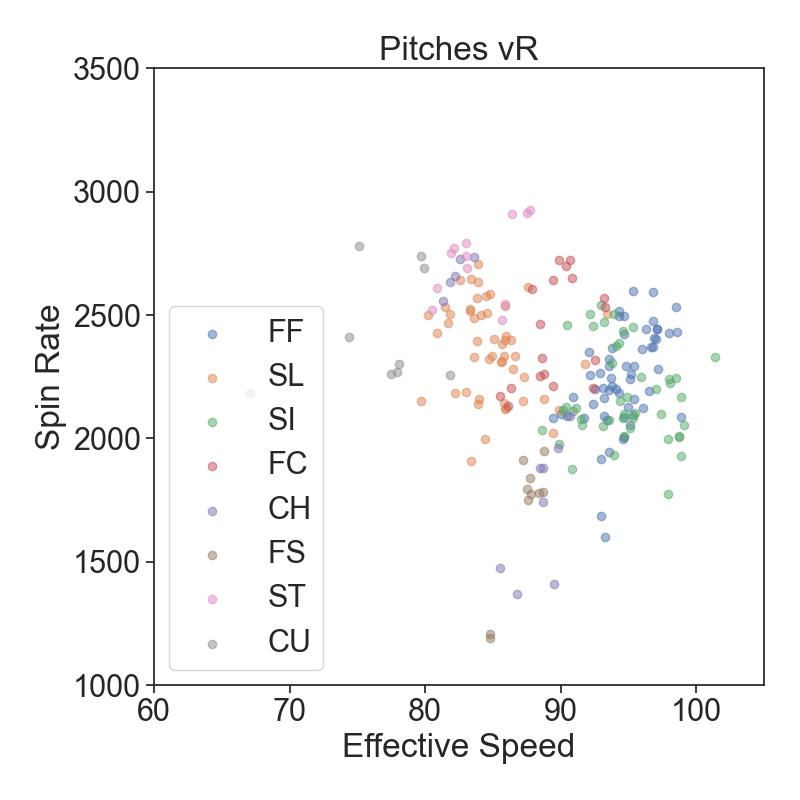 Pitches vR
3500
3000
2500
2000
1500
1000
Spin Rate
FF
SL
SI
FC
CH
FS
ST
CU
60 70 80 90 100
Effective Speed